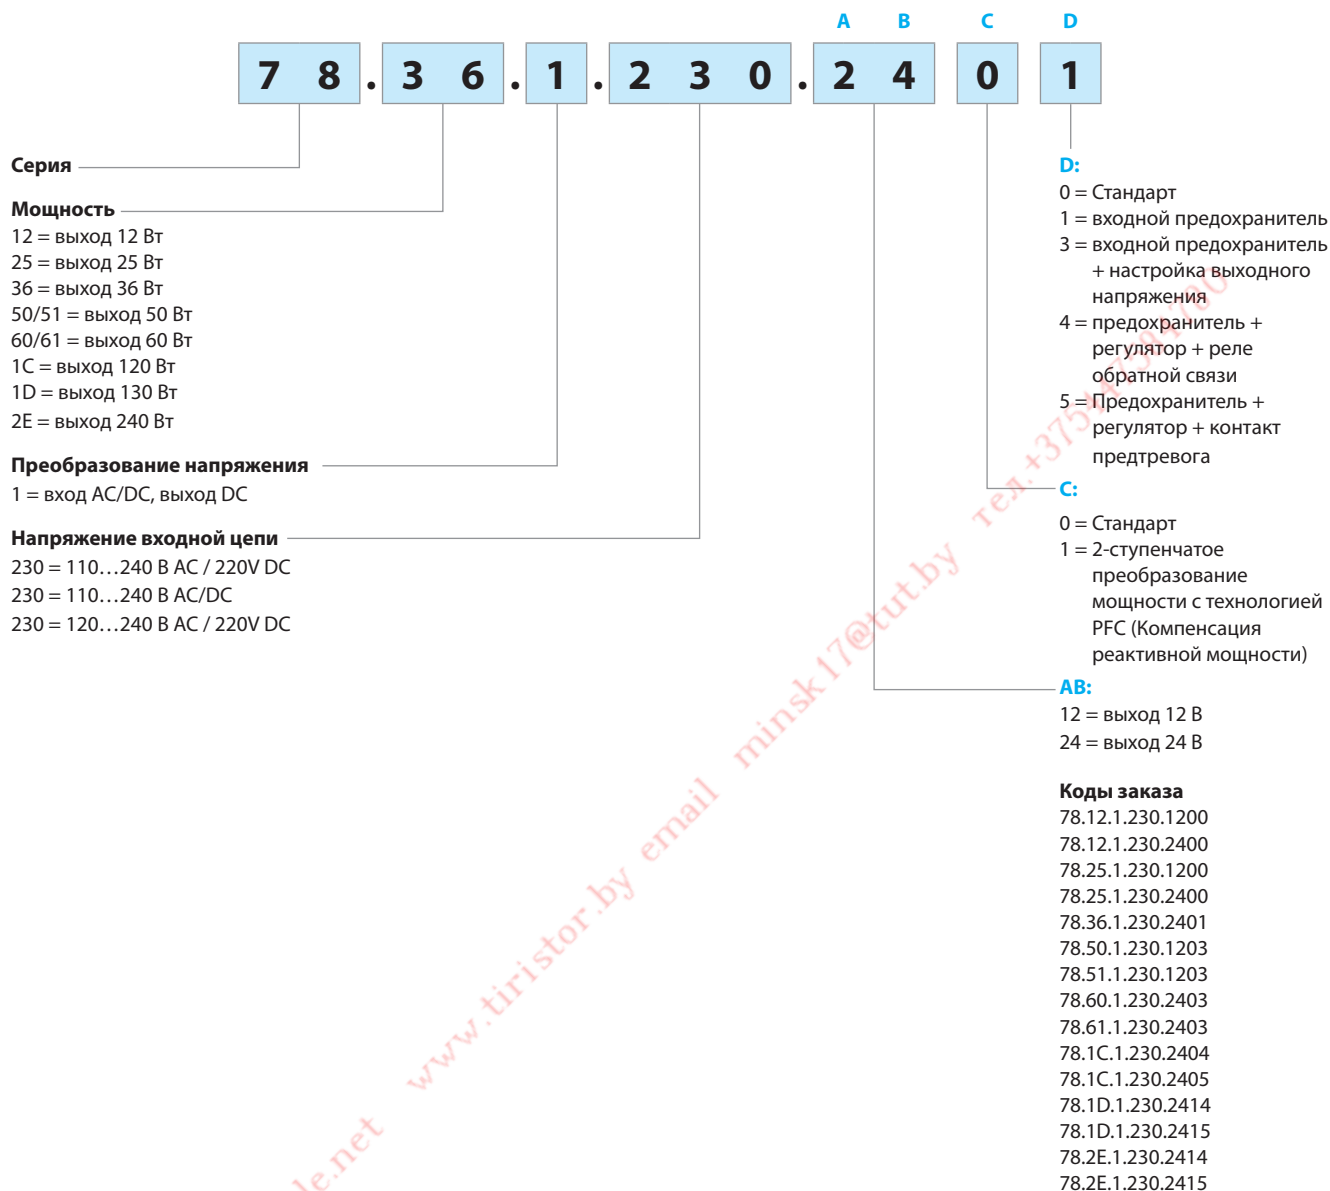 A B C D
7 8 . 3 6 . 1 . 2 3 0 . 2 4 0 1
Серия
Мощность
12 = выход 12 Вт
25 = выход 25 Вт
36 = выход 36 Вт
50/51 = выход 50 Вт
60/61 = выход 60 Вт
1C = выход 120 Вт
1D = выход 130 Вт
2E = выход 240 Вт
Преобразование напряжения
1 = вход AC/DC, выход DC
Напряжение входной цепи
230 = 110…240 В AC / 220V DC
230 = 110…240 В AC/DC
230 = 120…240 В AC / 220V DC
D:
0 = Стандарт
1 = входной предохранитель
3 = входной предохранитель
+ настройка выходного
напряжения
4 = предохранитель +
регулятор + реле
обратной связи
5 = Предохранитель +
регулятор + контакт
предтревога
C:
0 = Стандарт
1 = 2-ступенчатое
преобразование
мощности с технологией
PFC (Компенсация
реактивной мощности)
AB:
12 = выход 12 В
24 = выход 24 В
Коды заказа
78.12.1.230.1200
78.12.1.230.2400
78.25.1.230.1200
78.25.1.230.2400
78.36.1.230.2401
78.50.1.230.1203
78.51.1.230.1203
78.60.1.230.2403
78.61.1.230.2403
78.1C.1.230.2404
78.1C.1.230.2405
78.1D.1.230.2414
78.1D.1.230.2415
78.2E.1.230.2414
78.2E.1.230.2415
www.tiristor.by email minsk17@tut.by тел.